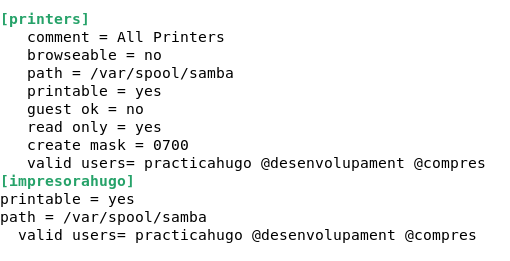 [printers]
   comment = All Printers
   browseable = no
   path = /var/spool/samba
   printable = yes
   guest ok = no
   read only = yes
   create mask = 0700
   valid users= practicahugo @desenvolupament @compres
[impresorahugo]
printable = yes
path = /var/spool/samba
  valid users= practicahugo @desenvolupament @compres